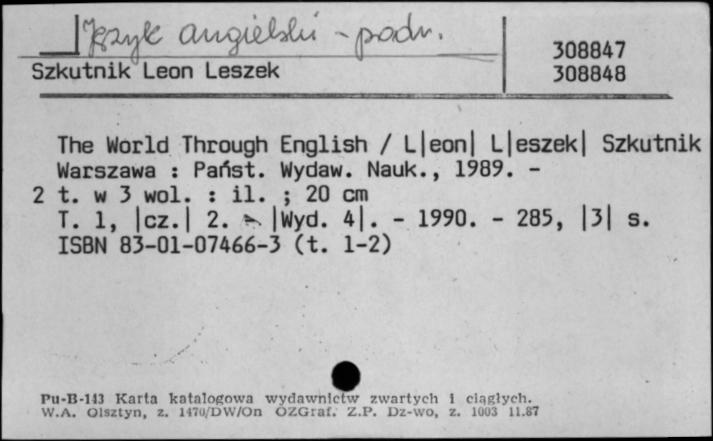 Język angielski - podr.
308847
Szkutnik Leon Leszek
308848
The World Through English / L|eon| L|eszek| Szkutnik
Warszawa : Państ. Wydaw. Nauk., 1989. -
2 t. w 3 wol. : il. ; 20 cm
T. 1, |cz.| 2. - |Wyd. 4|. - 1990. - 285, |3| s.
ISBN 83-01-07466-3 (t. 1-2)
Pu-B-143 Karta katalogowa wydawnictw zwartych i ciągłych.
W.A. Olsztyn, z. 1470/DW/On OZGraf. Z.P. Dz-wo, z. 1003 11.87